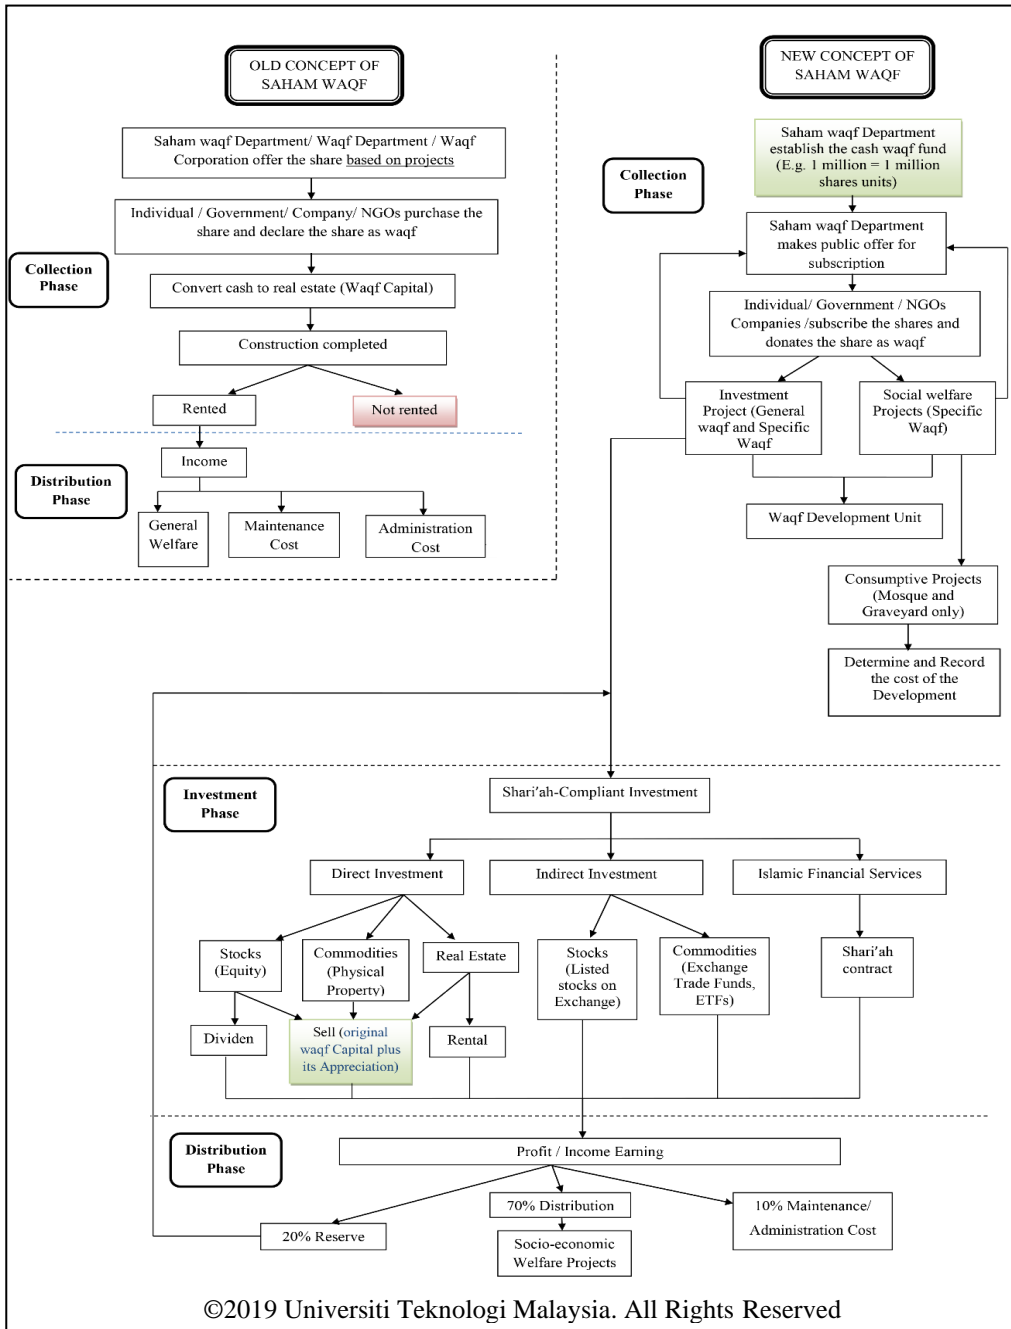 OLD CONCEPT OF
SAHAM WAQF
Saham waqf Department/ Waqf Department / Waqf
Corporation offer the share based on projects
Individual / Government/ Company/ NGOs purchase the
share and declare the share as waqf
Collection
Phase
Convert cash to real estate (Waqf Capital)
Construction completed
Rented
Not rented
Income
Distribution
Phase
General
Welfare
Maintenance
Cost
Administration
Cost
NEW CONCEPT OF
SAHAM WAQF
Saham waqf Department
establish the cash waqf fund
(E.g. 1 million = 1 million
shares units)
Collection
Phase
Saham waqf Department
makes public offer for
subscription
Individual/ Government / NGOs
Companies /subscribe the shares and
donates the share as waqf
Investment
Project (General
waqf and Specific
Waqf
Social welfare
Projects (Specific
Waqf)
Waqf Development Unit
Consumptive Projects
(Mosque and
Graveyard only)
Determine and Record
the cost of the
Development
Investment
Phase
Shari'ah-Compliant Investment
Direct Investment
Indirect Investment
Islamic Financial Services
Stocks
(Equity)
Commodities
(Physical
Property)
Real Estate
Stocks
(Listed
stocks on
Exchange)
Commodities
(Exchange
Trade Funds,
ETFs)
Shari'ah
contract
Dividen
Sell (original
waqf Capital plus
its Appreciation)
Rental
Distribution
Phase
Profit / Income Earning
20% Reserve
70% Distribution
10% Maintenance/
Administration Cost
Socio-economic
Welfare Projects
©2019 Universiti Teknologi Malaysia. All Rights Reserved